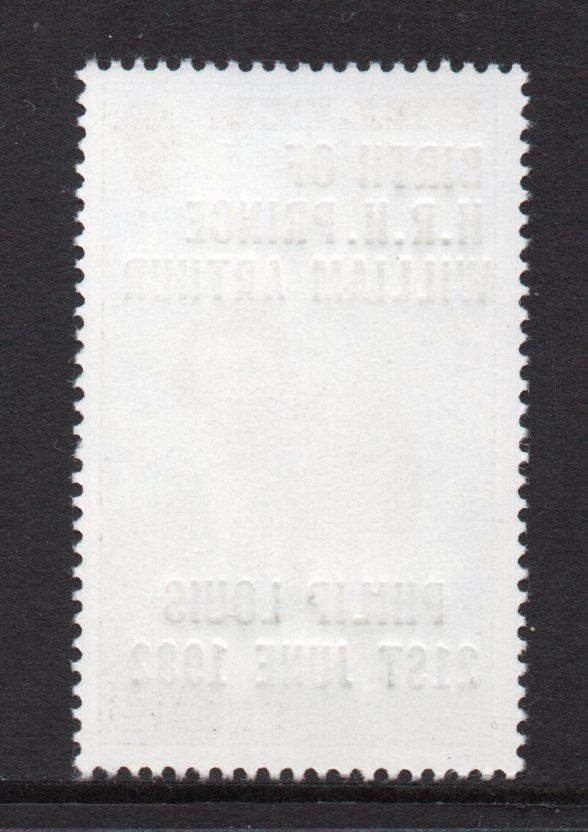 BIRTH OF
H.R.H. PRINCE
WILLIAM ARTHUR
PHILIP LOUIS
21ST JUNE 1982